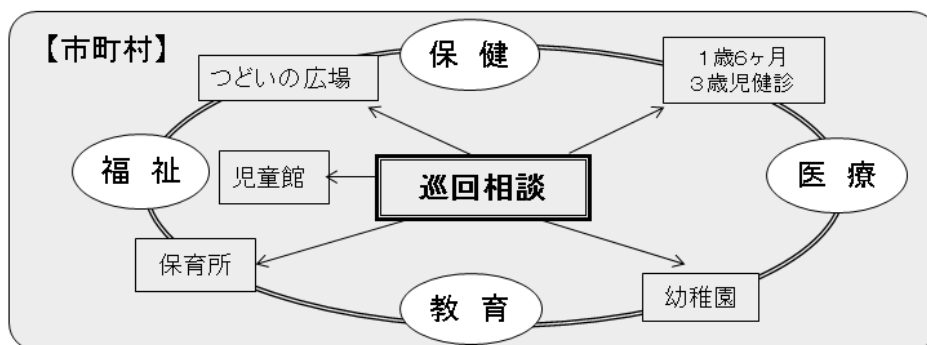 【市町村】
保健
つどいの広場
1歳6ヶ月
3歳児健診
福祉
児童館
巡回相談
医療
保育所
教育
幼稚園